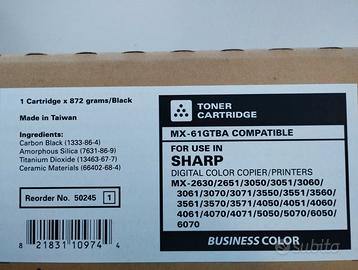 1 Cartridge x 872 grams/Black
Made in Taiwan
Ingredients:
Carbon Black (1333-86-4)
Amorphous Silica (7631-86-9)
Titanium Dioxide (13463-67-7)
Ceramic Materials (66402-68-4)
Reorder No. 50245 1
8 21831 10974 4
TONER
CARTRIDGE
MX-61GTBA COMPATIBLE
FOR USE IN
SHARP
DIGITAL COLOR COPIER/PRINTERS
MX-2630/2651/3050/3051/3060/
3061/3070/3071/3550/3551/3560/
3561/3570/3571/4050/4051/4060/
4061/4070/4071/5050/5070/6050/
6070
BUSINESS COLOR
subito